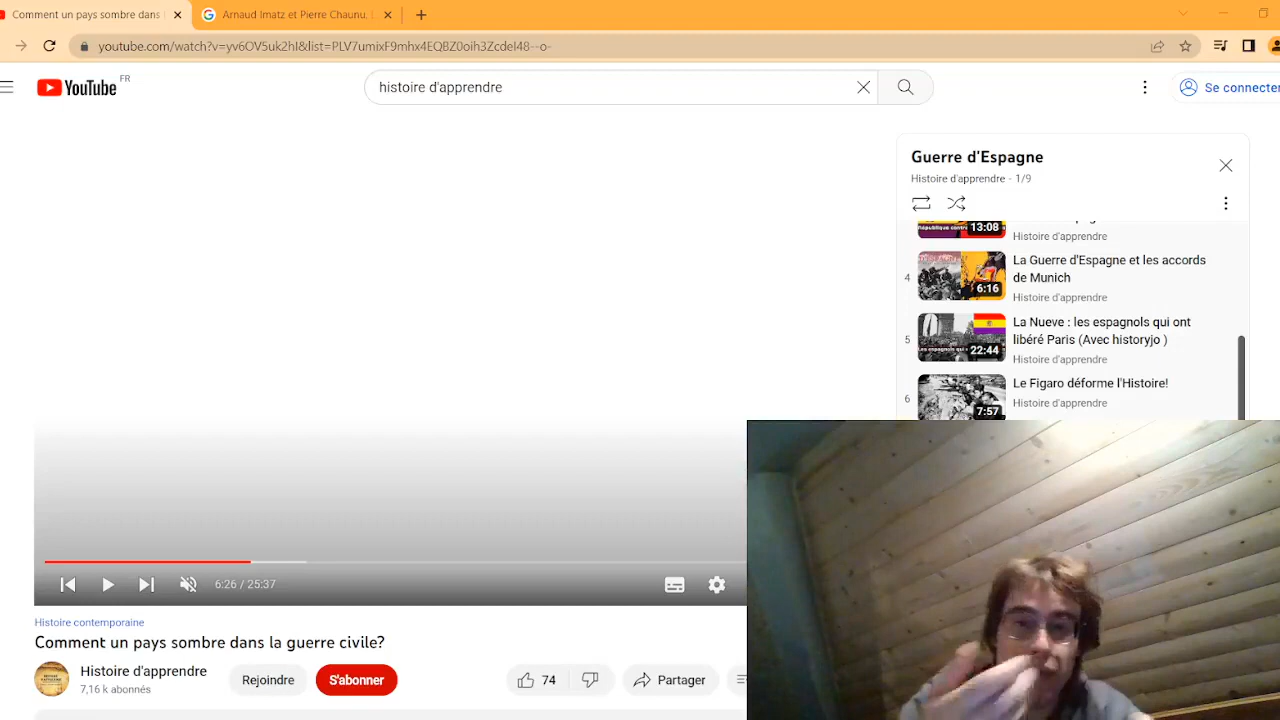 Comment un pays sombre dans
Arnaud Imatz et Pierre Chaunu.
youtube.com/watch?v=yv6OV5uk2hI&list=PLV7umixF9mhx4EQBZ0oih3Zcdel48--o-
YouTube FR
histoire d'apprendre
Se connecter
Guerre d'Espagne
Histoire d'apprendre - 1/9
13:08
Histoire d'apprendre
4
La Guerre d'Espagne et les accords
de Munich
6:16
Histoire d'apprendre
5
La Nueve : les espagnols qui ont
libéré Paris (Avec historyjo )
22:44
Histoire d'apprendre
6
Le Figaro déforme l'Histoire!
Histoire d'apprendre
7:57
6:26 / 25:37
Histoire contemporaine
Comment un pays sombre dans la guerre civile?
Histoire d'apprendre
7,16 k abonnés
Rejoindre
S'abonner
74
Partager